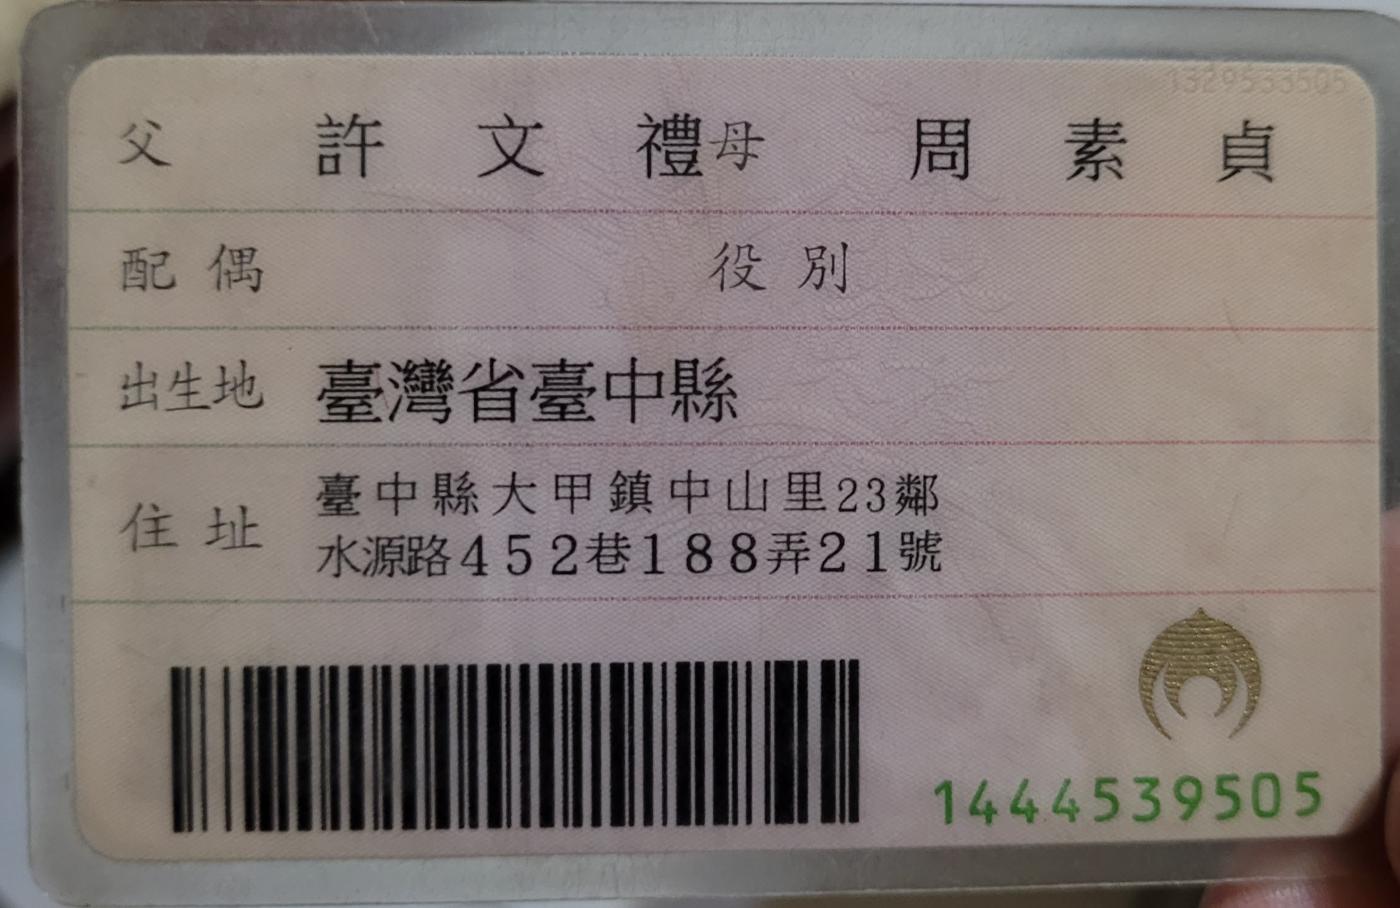 父 許文禮 母 周素貞
配偶 役別
出生地 臺灣省臺中縣
住址 臺中縣大甲鎮中山里23鄰
水源路452巷188弄21號
1444539505